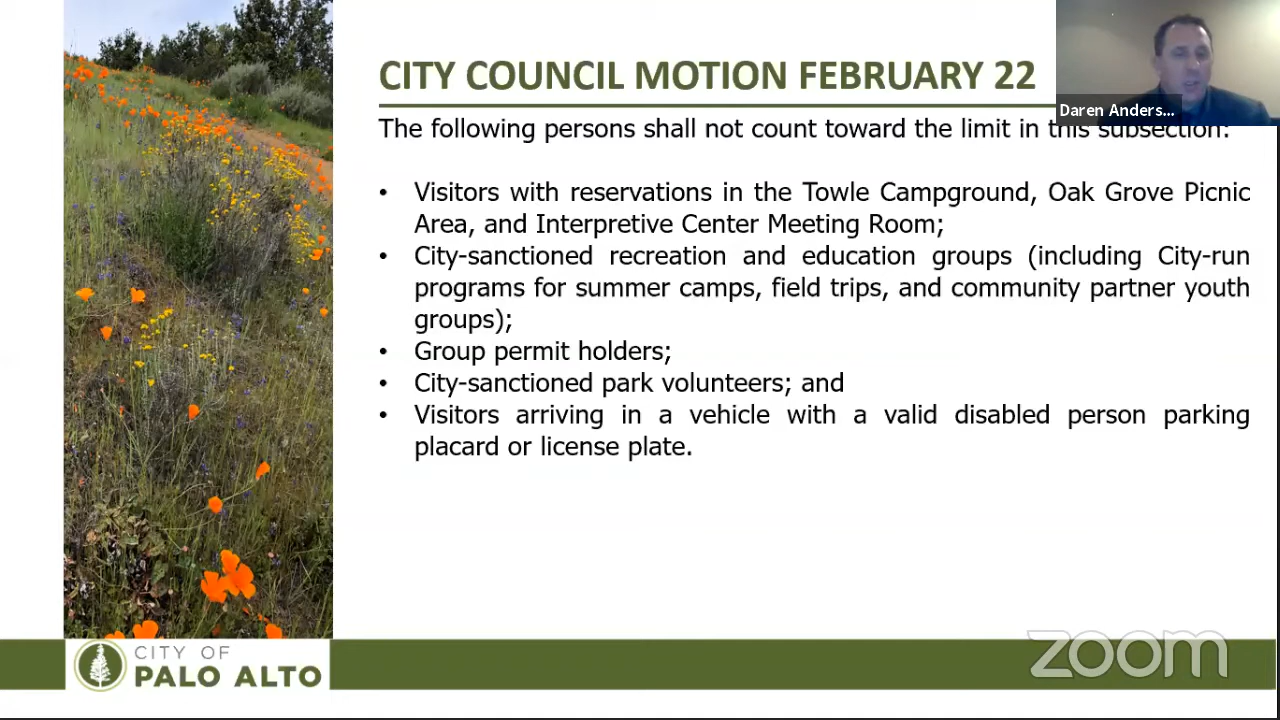 CITY COUNCIL MOTION FEBRUARY 22
Daren Anders...
The following persons shall not count toward the limit in this subsection:
• Visitors with reservations in the Towle Campground, Oak Grove Picnic
Area, and Interpretive Center Meeting Room;
• City-sanctioned recreation and education groups (including City-run
programs for summer camps, field trips, and community partner youth
groups);
• Group permit holders;
• City-sanctioned park volunteers; and
• Visitors arriving in a vehicle with a valid disabled person parking
placard or license plate.
CITY OF
PALO ALTO
zoom